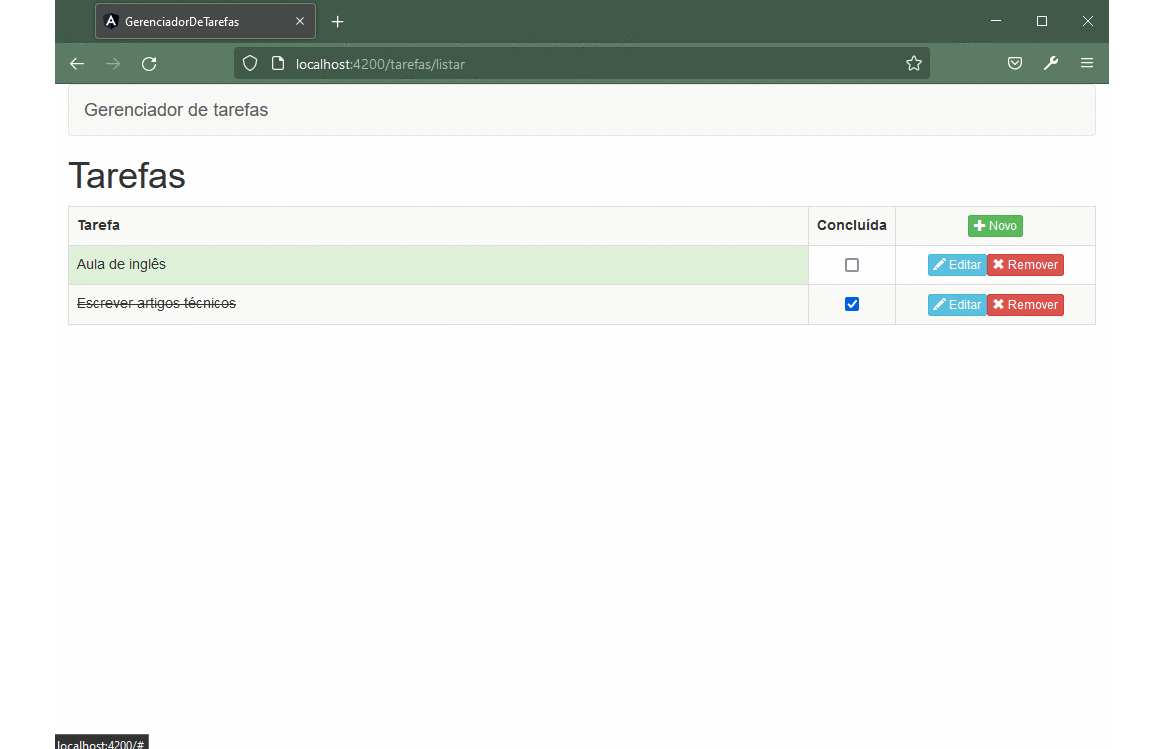 GerenciadorDeTarefas
localhost:4200/tarefas/listar
Gerenciador de tarefas
Tarefas
Tarefa Concluída Novo
Aula de inglês Editar Remover
Escrever artigos técnicos Editar Remover
localhost:4200/#